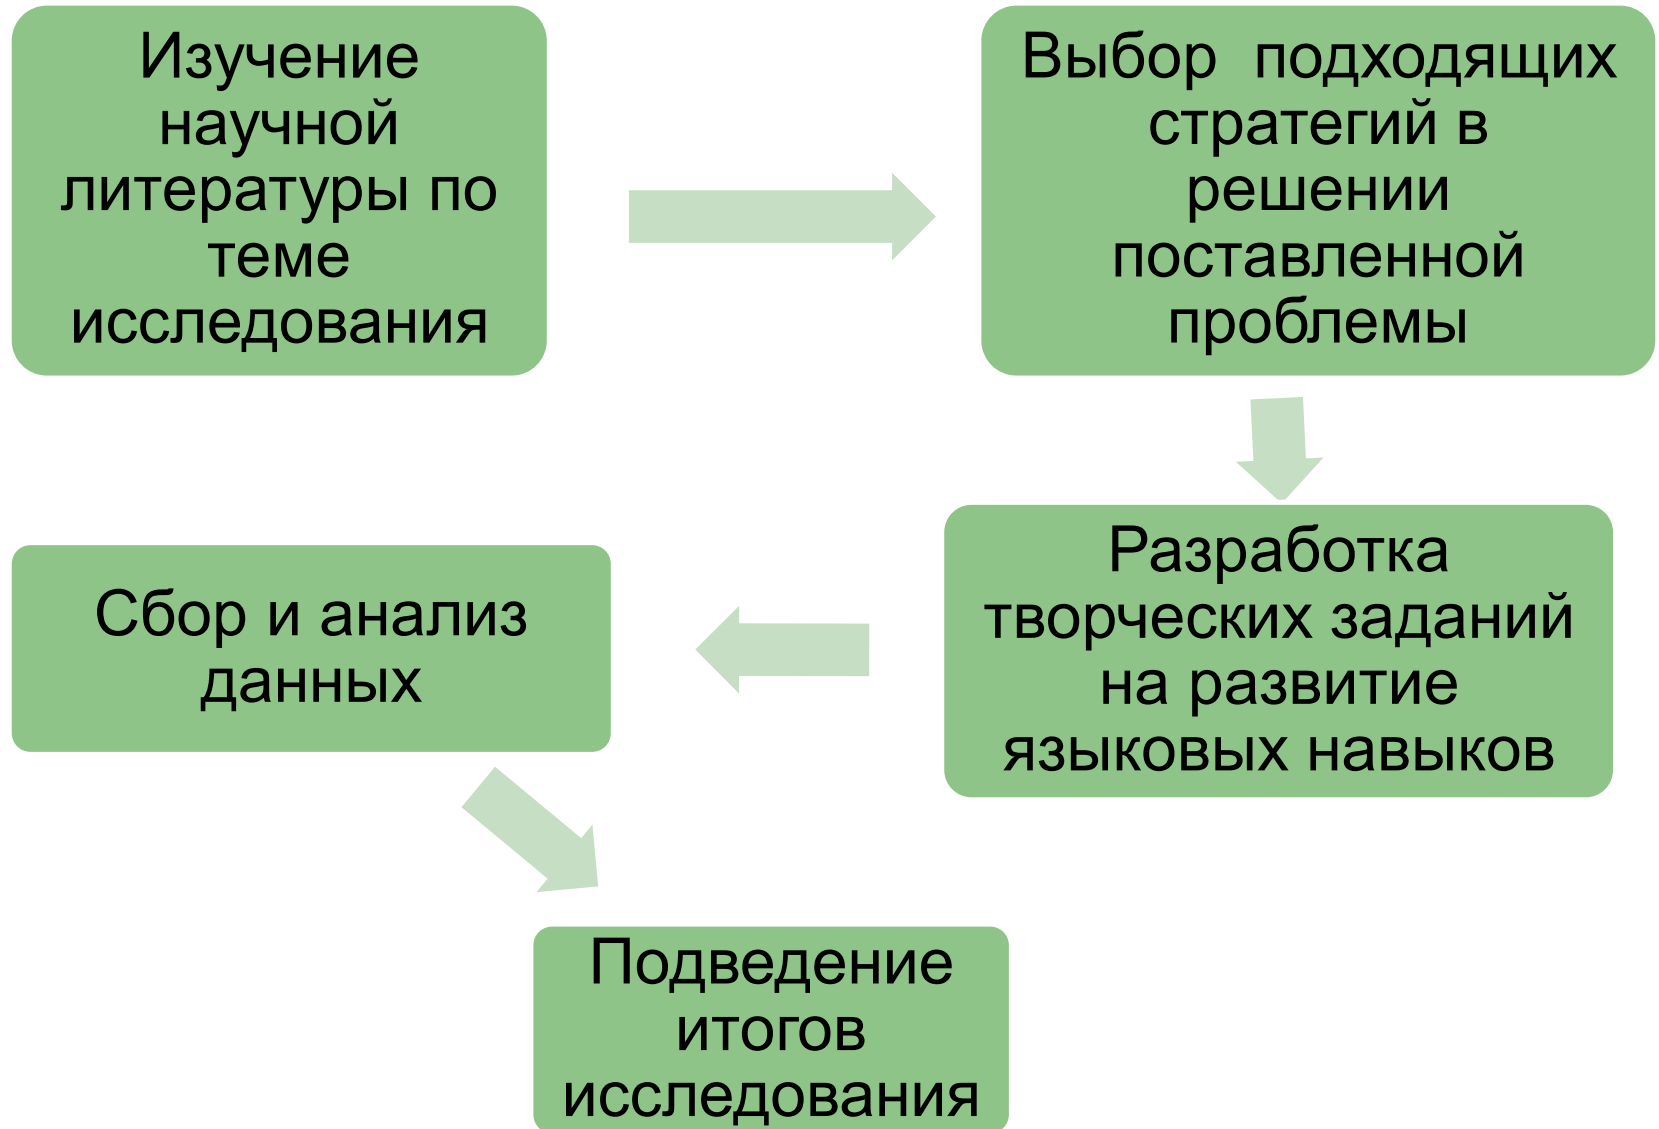 Изучение
научной
литературы по
теме
исследования
Выбор  подходящих
стратегий в
решении
поставленной
проблемы
Разработка
творческих заданий
на развитие
языковых навыков
Сбор и анализ
данных
Подведение
итогов
исследования